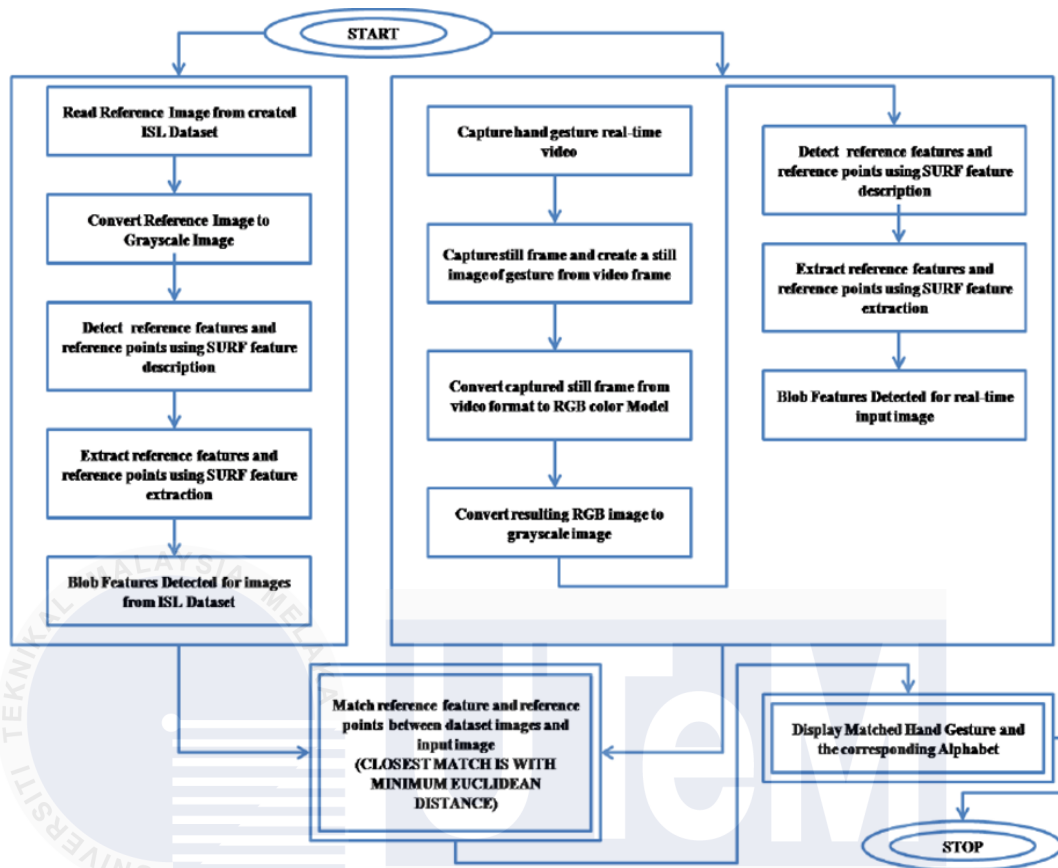 START
Read Reference Image from created
ISL Dataset
Convert Reference Image to
Grayscale Image
Detect reference features and
reference points using SURF feature
description
Extract reference features and
reference points using SURF feature
extraction
Blob Features Detected for images
from ISL Dataset
Capture hand gesture real-time
video
Capture still frame and create a still
image of gesture from video frame
Convert captured still frame from
video format to RGB color Model
Convert resulting RGB image to
grayscale image
Detect reference features and
reference points using SURF feature
description
Extract reference features and
reference points using SURF feature
extraction
Blob Features Detected for real-time
input image
Match reference feature and reference
points between dataset images and
input image
(CLOSEST MATCH IS WITH
MINIMUM EUCLIDEAN
DISTANCE)
Display Matched Hand Gesture and
the corresponding Alphabet
STOP
UNIVERSITI TEKNIKAL MALAYSIA MELAKA
UTeM